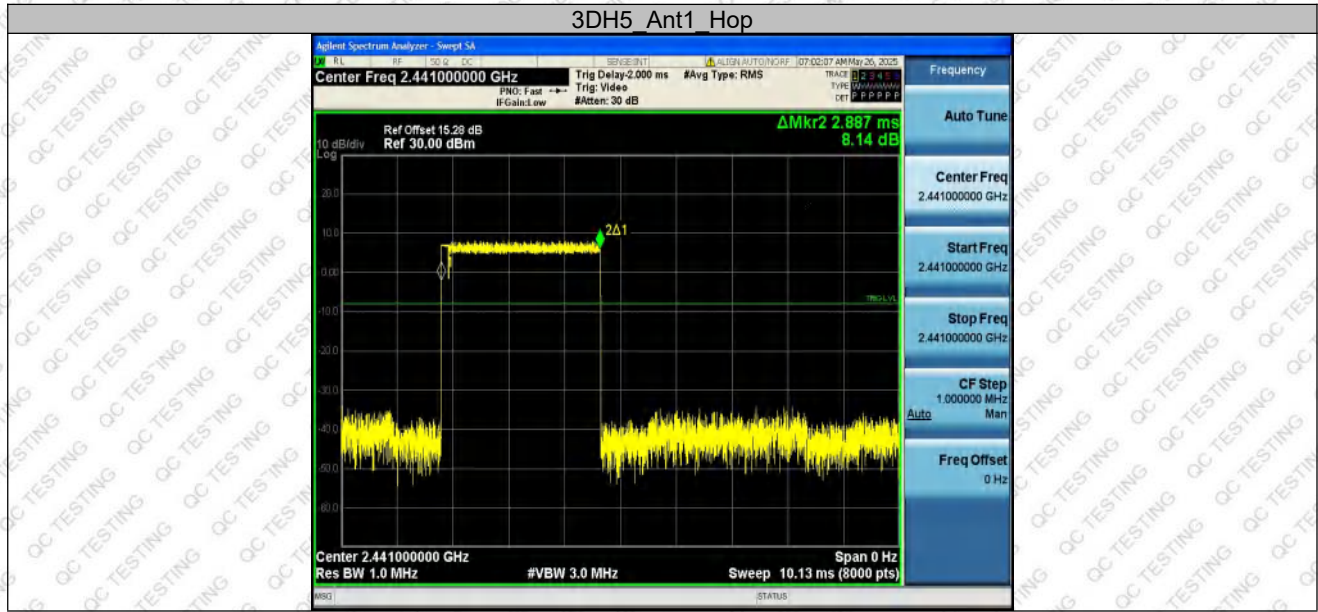 3DH5_Ant1_Hop
Agilent Spectrum Analyzer - Swept SA
RL RF 50 Ω DC SENSE:INT ALIGN AUTO/NO RF 07:02:07 AM May 26, 2025
Center Freq 2.441000000 GHz
PNO: Fast
IFGain:Low
Trig Delay-2.000 ms
Trig: Video
#Atten: 30 dB
#Avg Type: RMS
TRACE 1 2 3 4 5 6
TYPE
DET P P P P P P
Frequency
ΔMkr2 2.887 ms
8.14 dB
Ref Offset 15.28 dB
10 dB/div Ref 30.00 dBm
Log
20.0
10.0
0.00
-10.0
-20.0
-30.0
-40.0
-50.0
-60.0
2Δ1
TRIG LVL
Center 2.441000000 GHz
Span 0 Hz
Res BW 1.0 MHz
#VBW 3.0 MHz
Sweep 10.13 ms (8000 pts)
MSG
STATUS
Auto Tune
Center Freq
2.441000000 GHz
Start Freq
2.441000000 GHz
Stop Freq
2.441000000 GHz
CF Step
1.000000 MHz
Auto Man
Freq Offset
0 Hz
QC TESTING